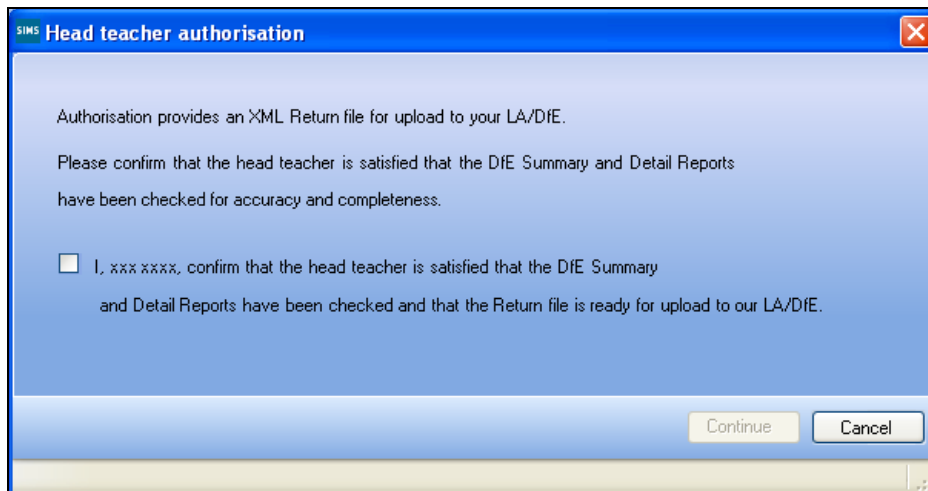 SIMS Head teacher authorisation
Authorisation provides an XML Return file for upload to your LA/DfE.
Please confirm that the head teacher is satisfied that the DfE Summary and Detail Reports
have been checked for accuracy and completeness.
I, xxx xxxx, confirm that the head teacher is satisfied that the DfE Summary
and Detail Reports have been checked and that the Return file is ready for upload to our LA/DfE.
Continue Cancel